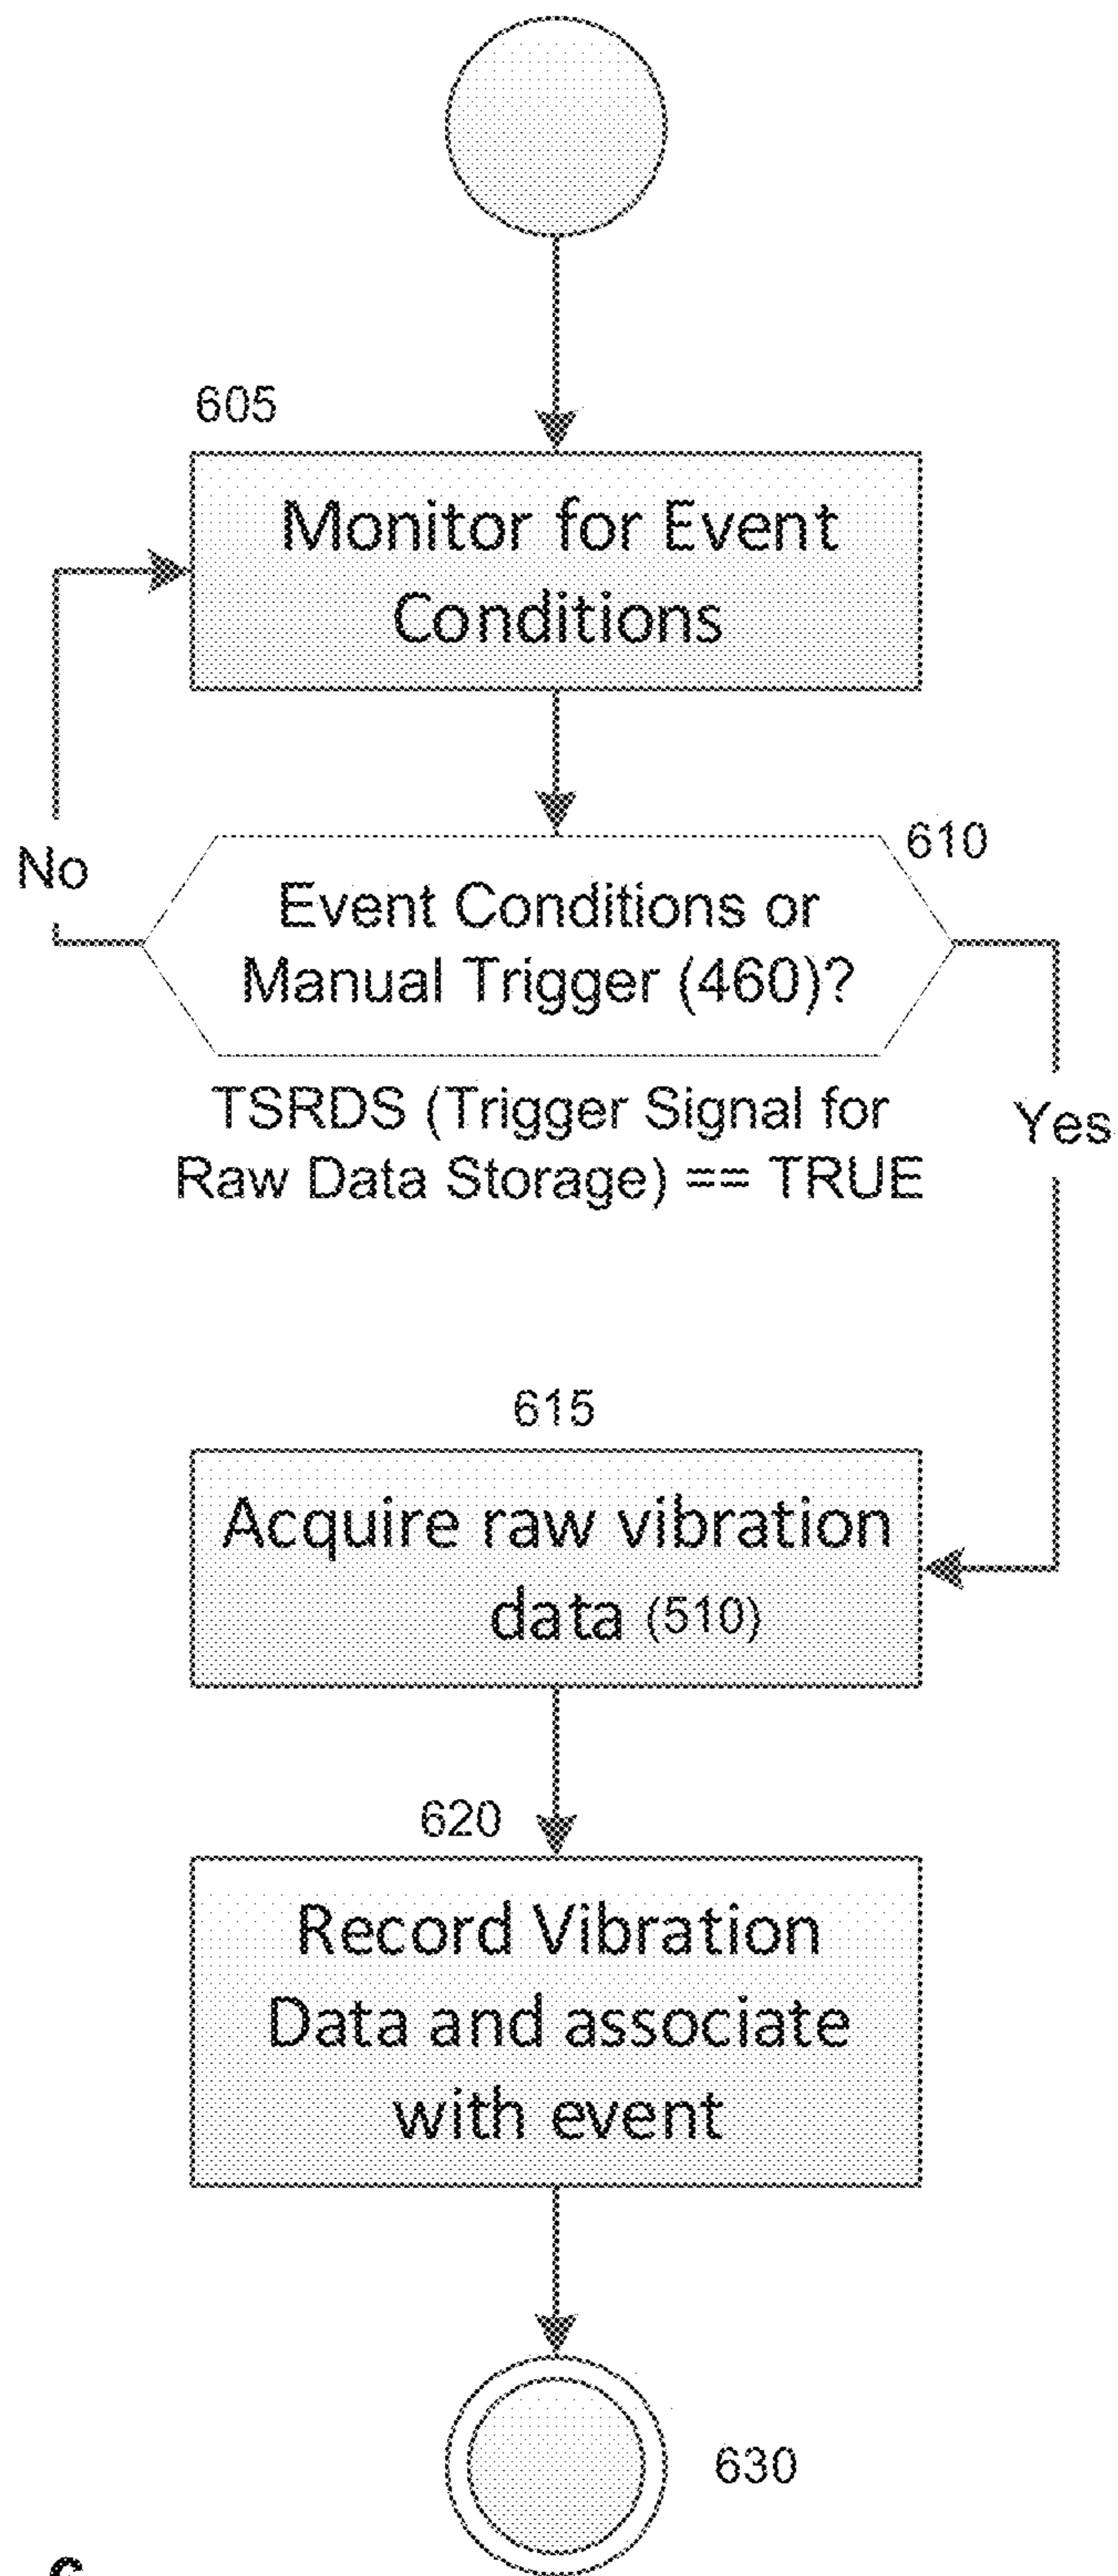 605
Monitor for Event
Conditions
No
610
Event Conditions or
Manual Trigger (460)?
TSRDS (Trigger Signal for
Raw Data Storage) == TRUE
Yes
615
Acquire raw vibration
data (510)
620
Record Vibration
Data and associate
with event
630